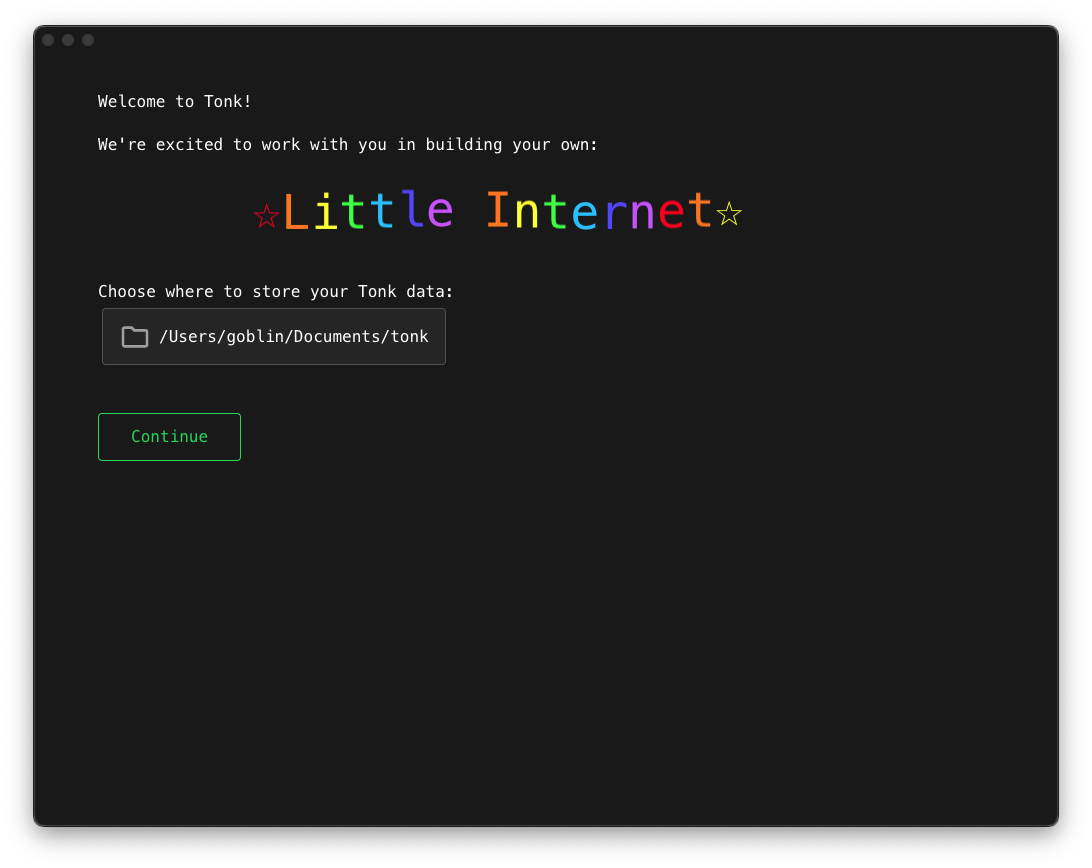 Welcome to Tonk!
We're excited to work with you in building your own:
☆Little Internet☆
Choose where to store your Tonk data:
/Users/goblin/Documents/tonk
Continue